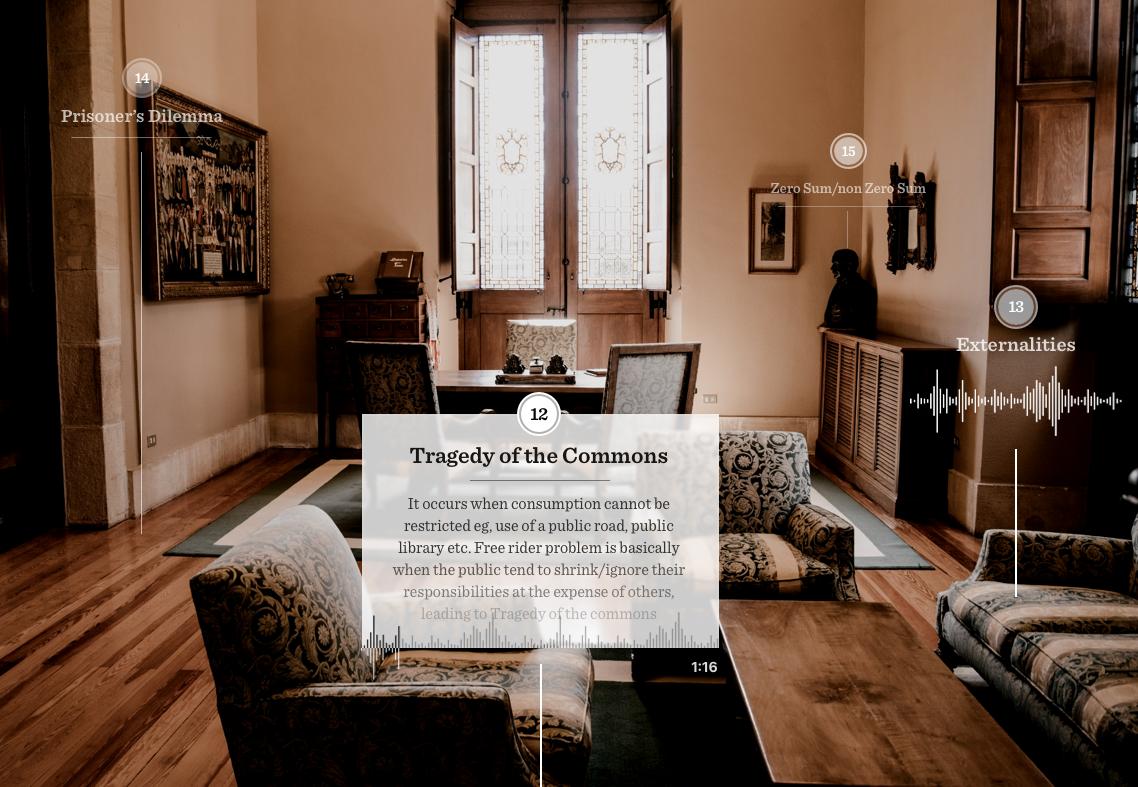 14
Prisoner's Dilemma
15
Zero Sum/non Zero Sum
13
Externalities
12
Tragedy of the Commons
It occurs when consumption cannot be
restricted eg, use of a public road, public
library etc. Free rider problem is basically
when the public tend to shrink/ignore their
responsibilities at the expense of others,
leading to Tragedy of the commons
1:16